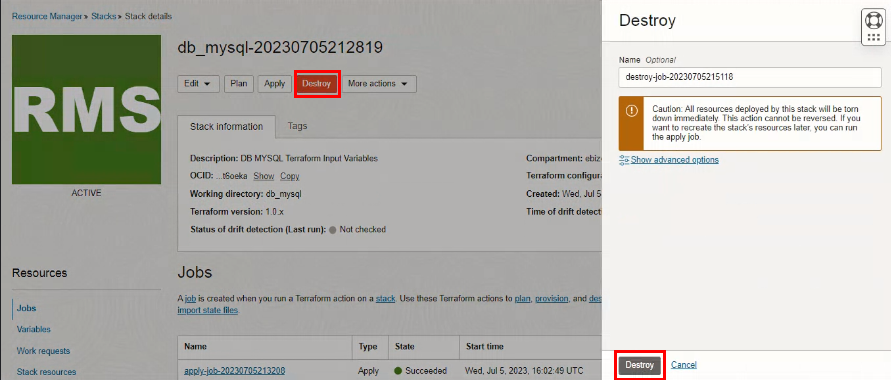 Resource Manager » Stacks » Stack details
RMS
ACTIVE
db_mysql-20230705212819
Edit Plan Apply Destroy More actions
Stack information Tags
Description: DB MYSQL Terraform Input Variables
OCID: ...t5oeka Show Copy
Working directory: db_mysql
Terraform version: 1.0.x
Status of drift detection (Last run): Not checked
Compartment: ebiz
Terraform configura
Created: Wed, Jul 5
Time of drift detect
Resources
Jobs
Variables
Work requests
Stack resources
Jobs
A job is created when you run a Terraform action on a stack. Use these Terraform actions to plan, provision, and des
import state files.
Name Type State Start time
apply-job-20230705213208 Apply Succeeded Wed, Jul 5, 2023, 16:02:49 UTC
Destroy
Name Optional
destroy-job-20230705215118
Caution: All resources deployed by this stack will be torn
down immediately. This action cannot be reversed. If you
want to recreate the stack's resources later, you can run
the apply job.
Show advanced options
Destroy Cancel